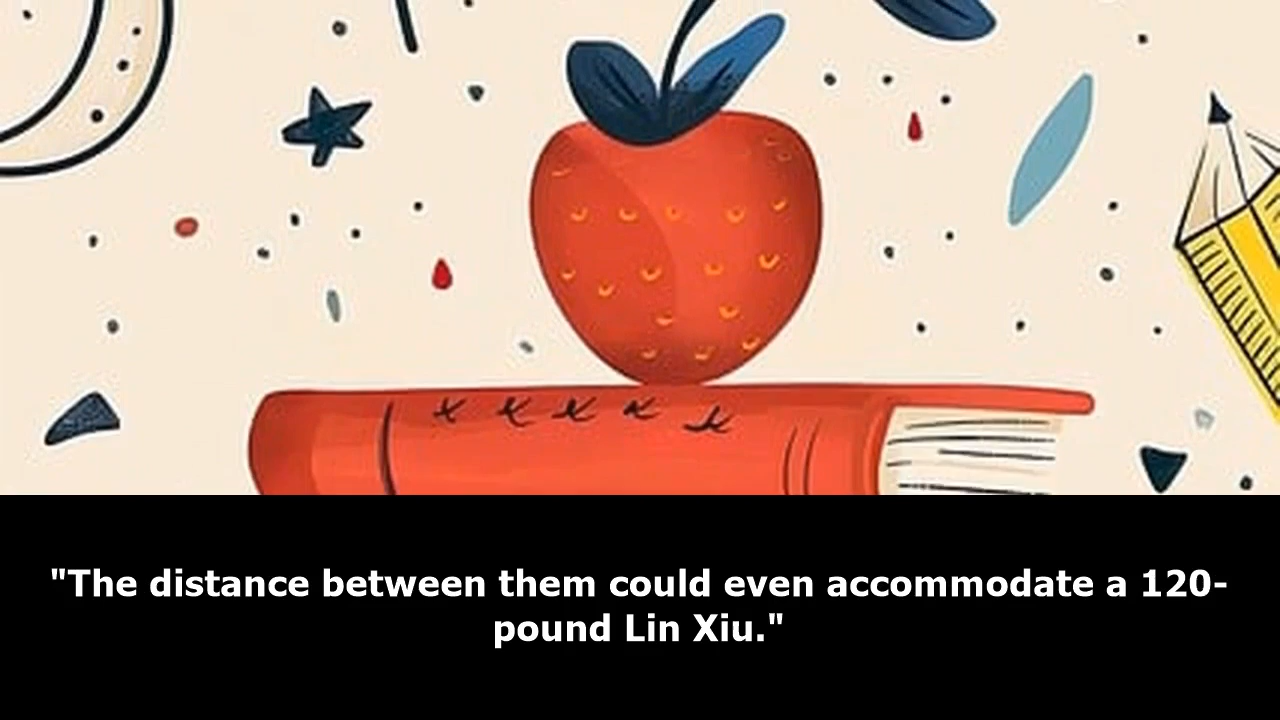 "The distance between them could even accommodate a 120-
pound Lin Xiu."